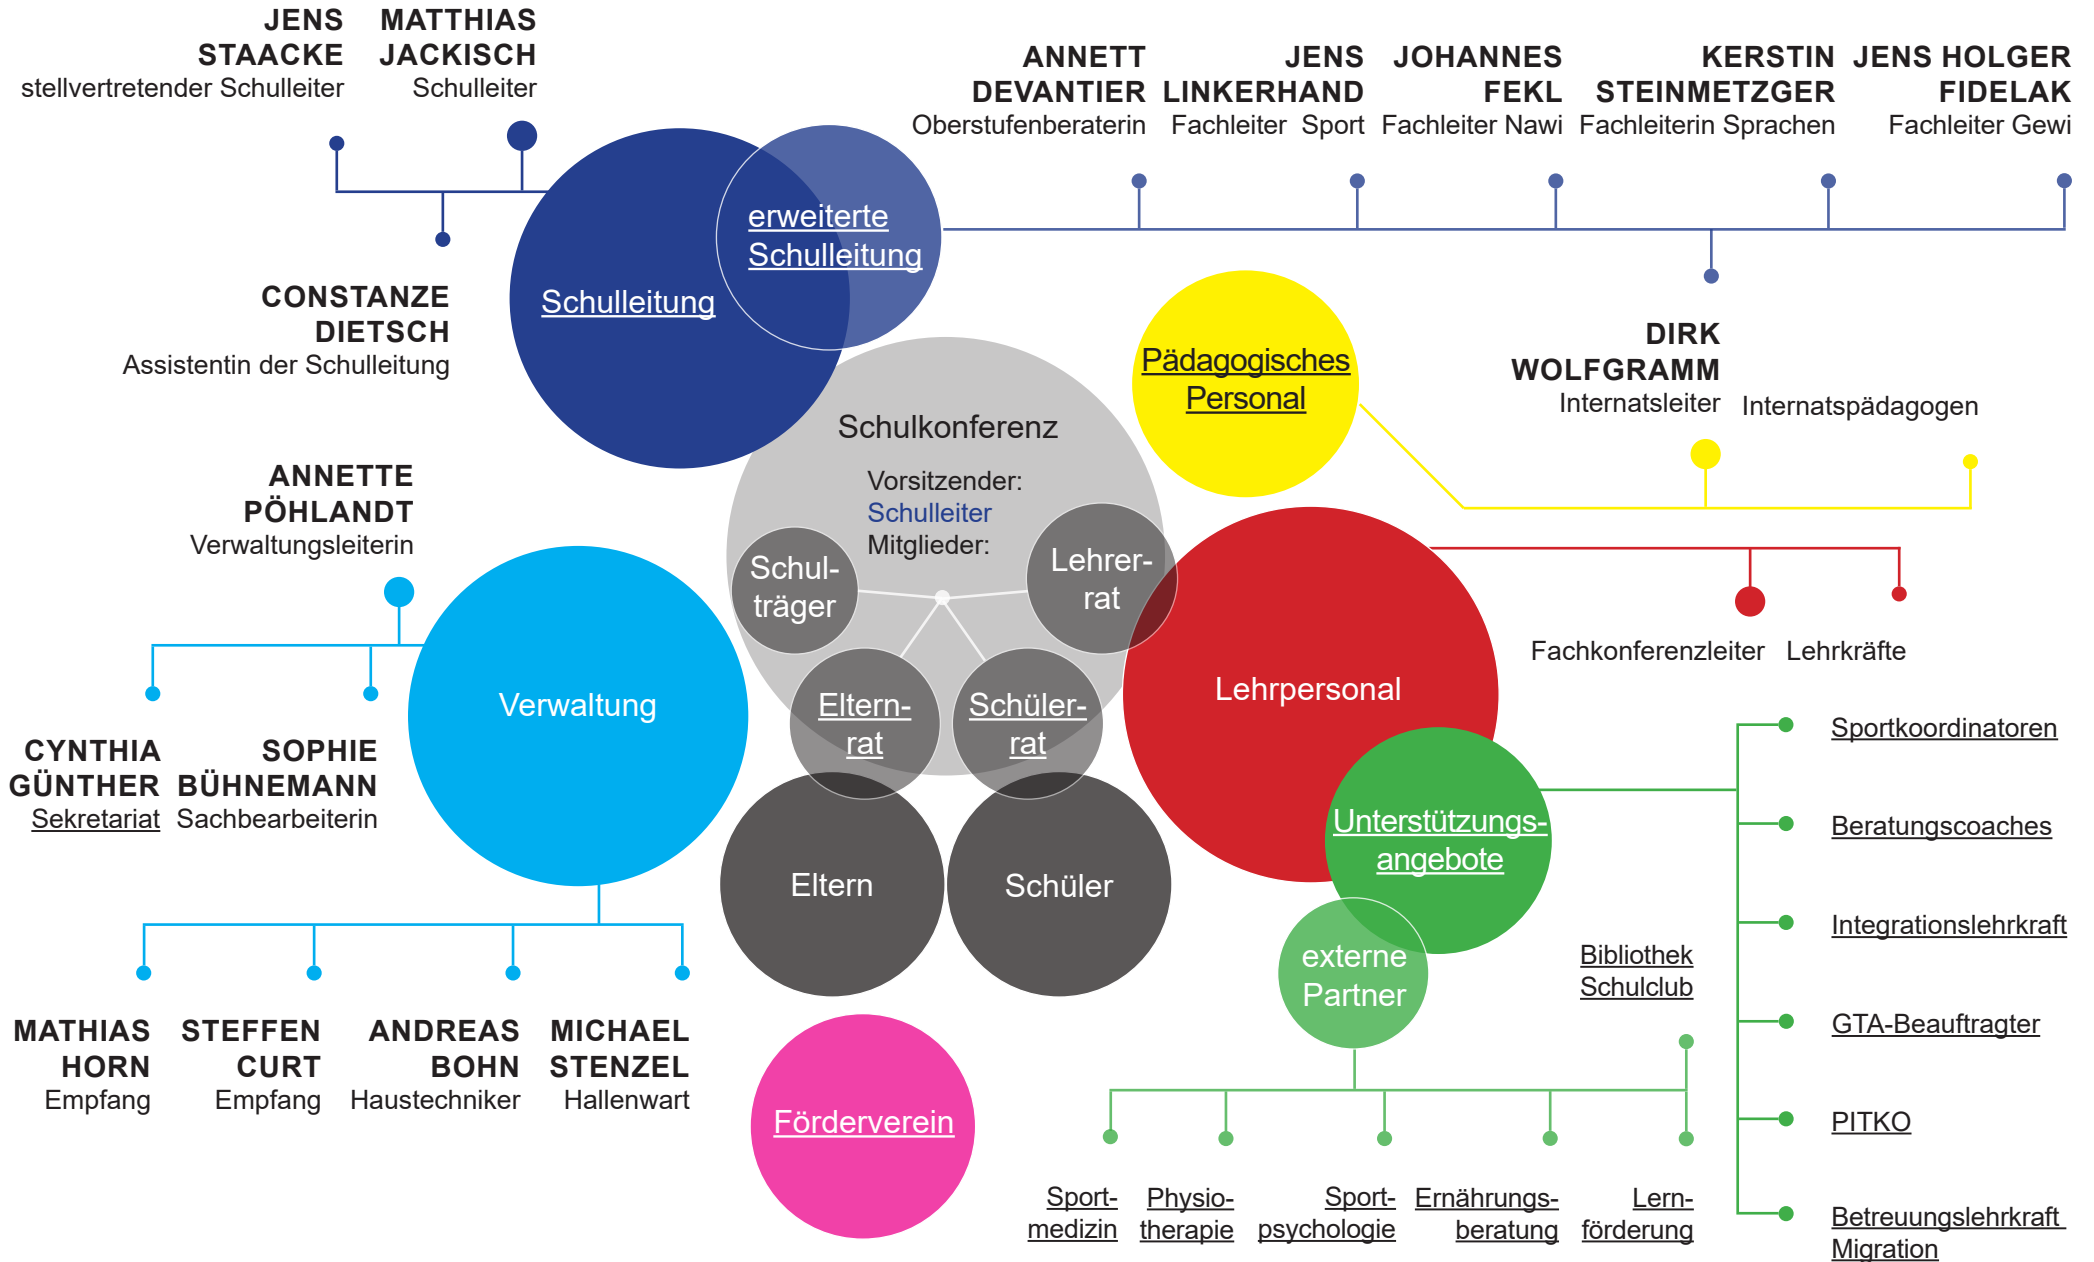 JENS
STAACKE
stellvertretender Schulleiter
MATTHIAS
JACKISCH
Schulleiter
ANNETT
DEVANTIER
Oberstufenberaterin
JENS
LINKERHAND
Fachleiter  Sport
JOHANNES
FEKL
Fachleiter Nawi
KERSTIN
STEINMETZGER
Fachleiterin Sprachen
JENS HOLGER
FIDELAK
Fachleiter Gewi
erweiterte
Schulleitung
Schulleitung
CONSTANZE
DIETSCH
Assistentin der Schulleitung
Pädagogisches
Personal
DIRK
WOLFGRAMM
Internatsleiter
Internatspädagogen
Schulkonferenz
Vorsitzender:
Schulleiter
Mitglieder:
Schul-
träger
Lehrer-
rat
Eltern-
rat
Schüler-
rat
ANNETTE
PÖHLANDT
Verwaltungsleiterin
Verwaltung
Lehrpersonal
Fachkonferenzleiter
Lehrkräfte
CYNTHIA
GÜNTHER
Sekretariat
SOPHIE
BÜHNEMANN
Sachbearbeiterin
Eltern
Schüler
Unterstützungs-
angebote
Sportkoordinatoren
Beratungscoaches
Integrationslehrkraft
GTA-Beauftragter
PITKO
Betreuungslehrkraft
Migration
externe
Partner
Bibliothek
Schulclub
MATHIAS
HORN
Empfang
STEFFEN
CURT
Empfang
ANDREAS
BOHN
Haustechniker
MICHAEL
STENZEL
Hallenwart
Förderverein
Sport-
medizin
Physio-
therapie
Sport-
psychologie
Ernährungs-
beratung
Lern-
förderung